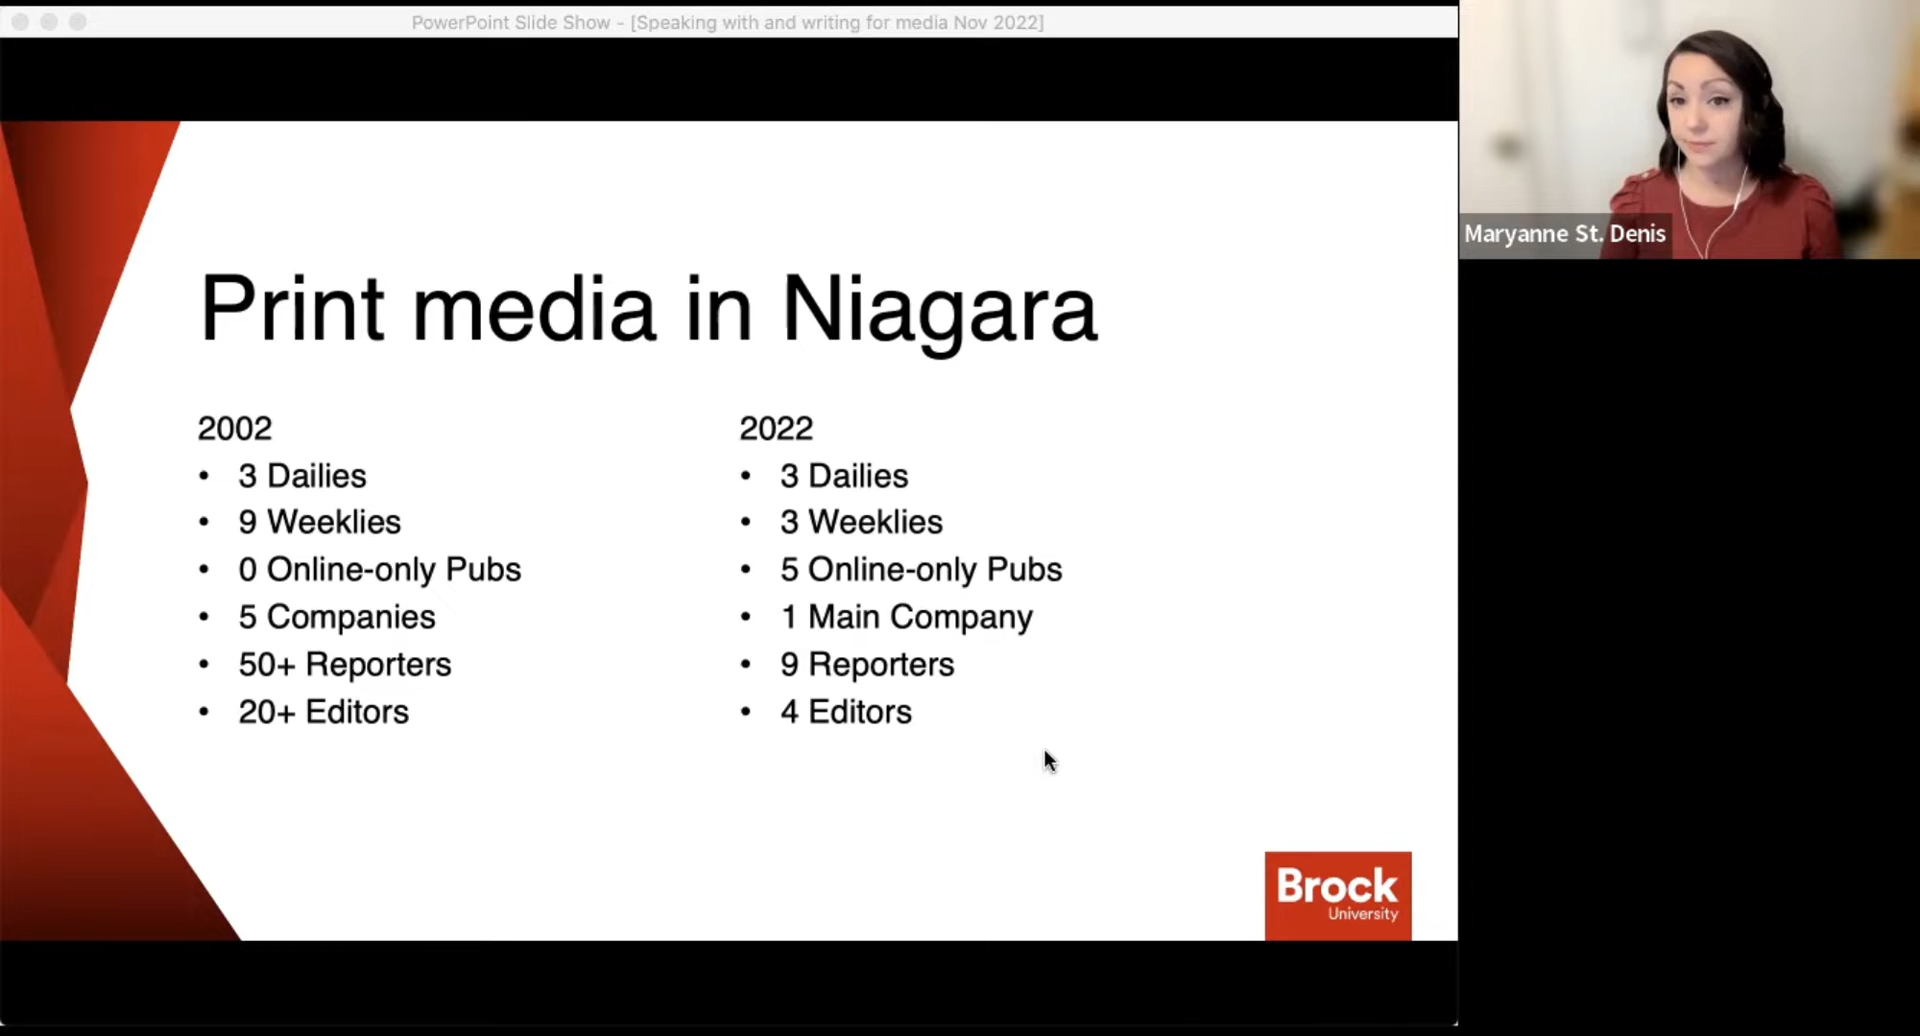 PowerPoint Slide Show - [Speaking with and writing for media Nov 2022]
Maryanne St. Denis
Print media in Niagara
2002
• 3 Dailies
• 9 Weeklies
• 0 Online-only Pubs
• 5 Companies
• 50+ Reporters
• 20+ Editors
2022
• 3 Dailies
• 3 Weeklies
• 5 Online-only Pubs
• 1 Main Company
• 9 Reporters
• 4 Editors
Brock
University